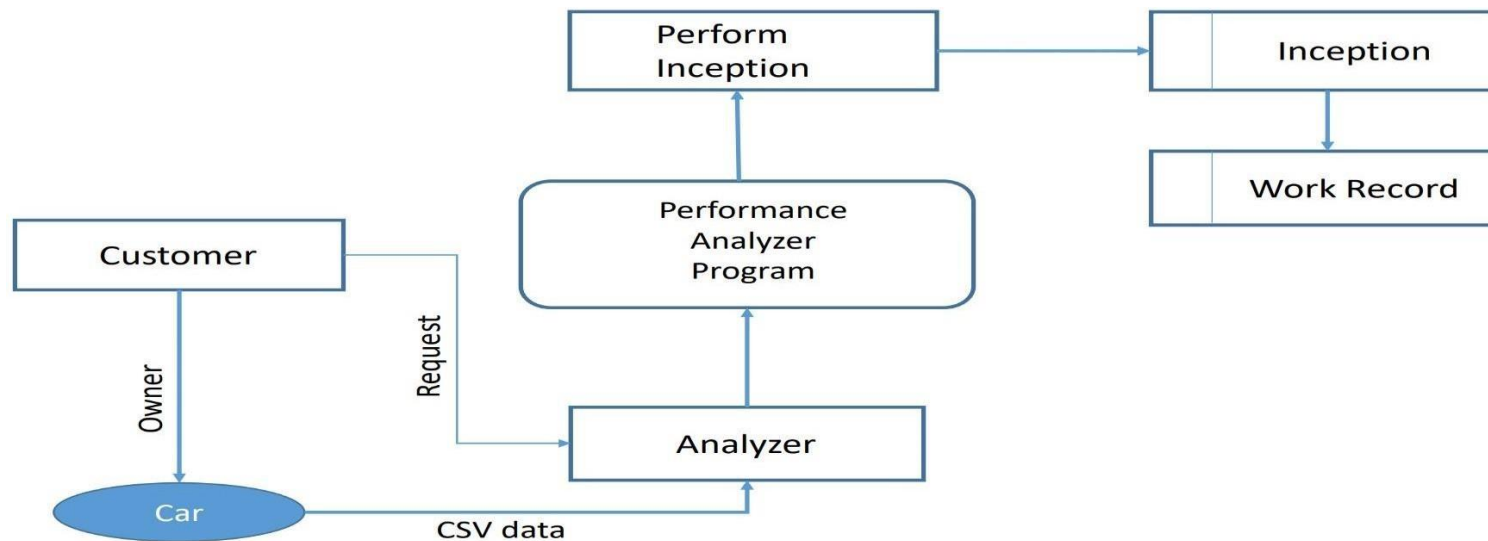 Perform
Inception
Inception
Work Record
Performance
Analyzer
Program
Customer
Owner
Request
Analyzer
Car
CSV data